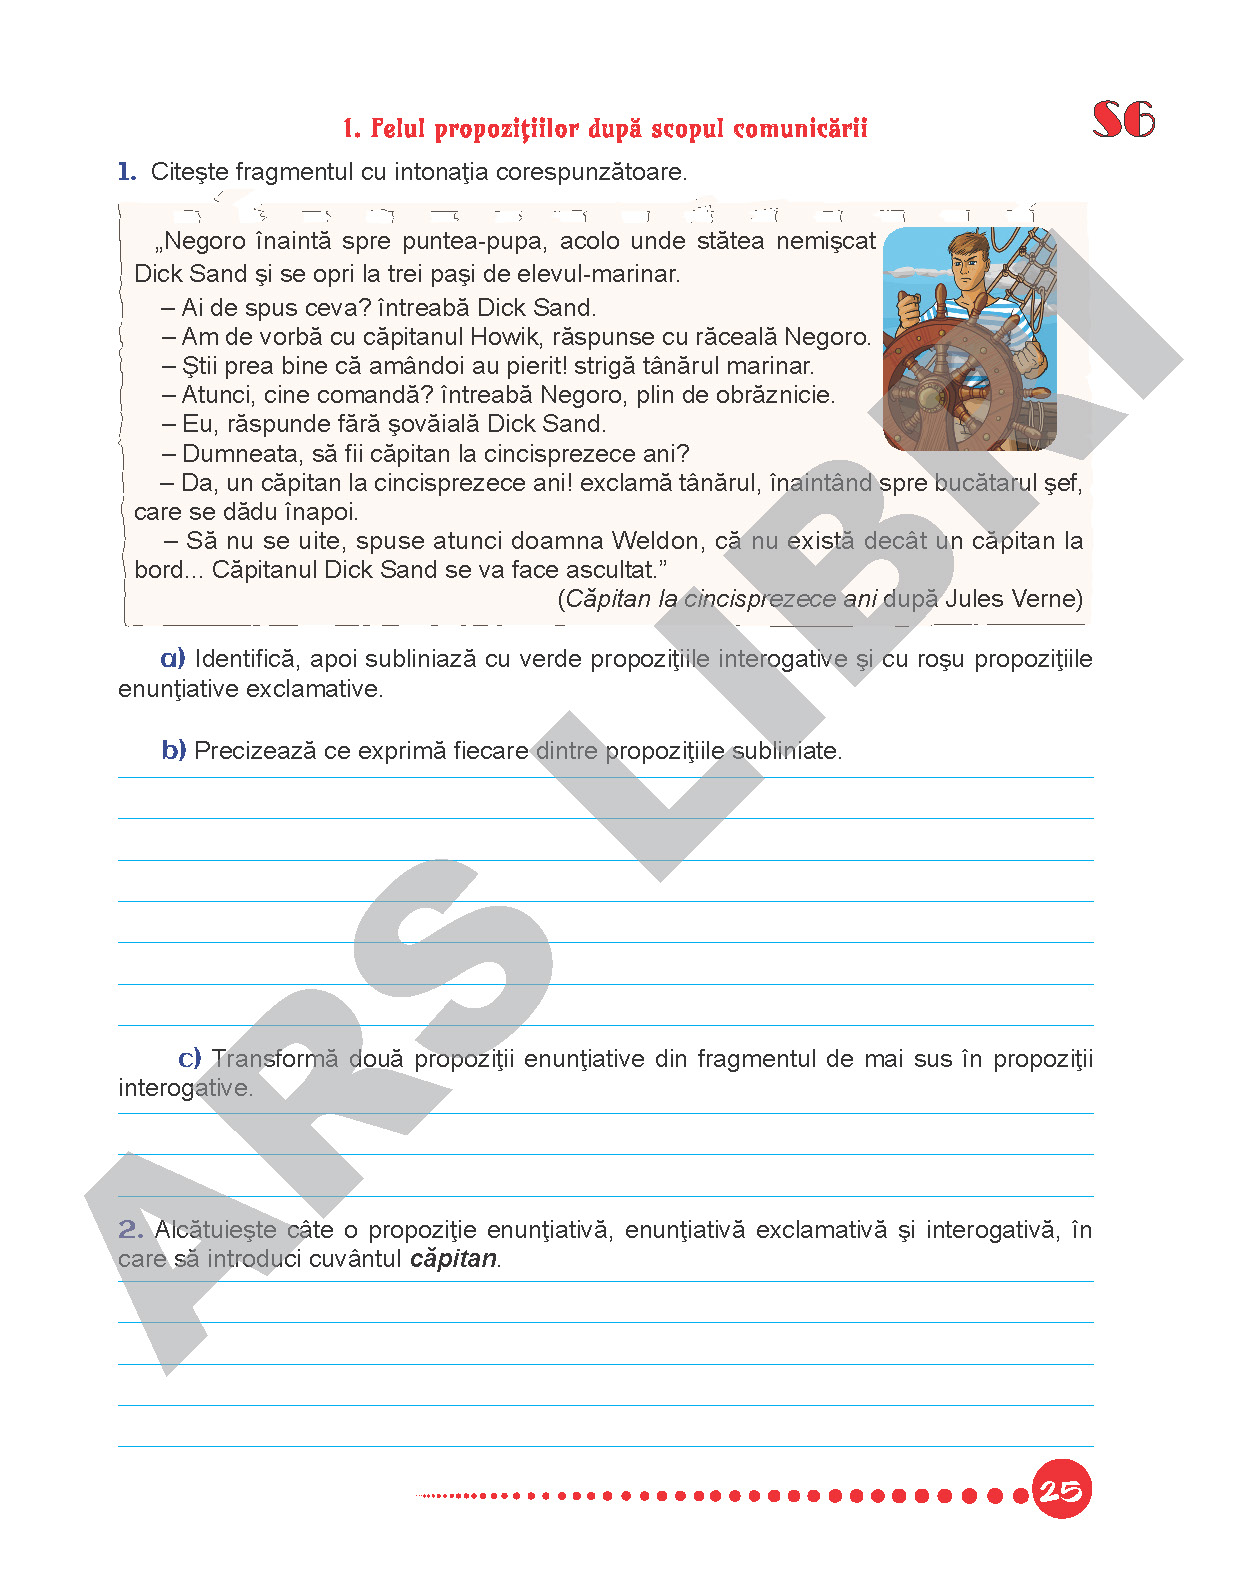 1. Felul propoziţiilor după scopul comunicării
S6
1. Citeşte fragmentul cu intonaţia corespunzătoare.
„Negoro înaintă spre puntea-pupa, acolo unde stătea nemişcat
Dick Sand şi se opri la trei paşi de elevul-marinar.
– Ai de spus ceva? întreabă Dick Sand.
– Am de vorbă cu căpitanul Howik, răspunse cu răceală Negoro.
– Ştii prea bine că amândoi au pierit! strigă tânărul marinar.
– Atunci, cine comandă? întreabă Negoro, plin de obrăznicie.
– Eu, răspunde fără şovăială Dick Sand.
– Dumneata, să fii căpitan la cincisprezece ani?
– Da, un căpitan la cincisprezece ani! exclamă tânărul, înaintând spre bucătarul şef,
care se dădu înapoi.
– Să nu se uite, spuse atunci doamna Weldon, că nu există decât un căpitan la
bord... Căpitanul Dick Sand se va face ascultat.”
(Căpitan la cincisprezece ani după Jules Verne)
a) Identifică, apoi subliniază cu verde propoziţiile interogative şi cu roşu propoziţiile
enunţiative exclamative.
b) Precizează ce exprimă fiecare dintre propoziţiile subliniate.
c) Transformă două propoziţii enunţiative din fragmentul de mai sus în propoziţii
interogative.
2. Alcătuieşte câte o propoziţie enunţiativă, enunţiativă exclamativă şi interogativă, în
care să introduci cuvântul căpitan.
25
ARS LIBRI